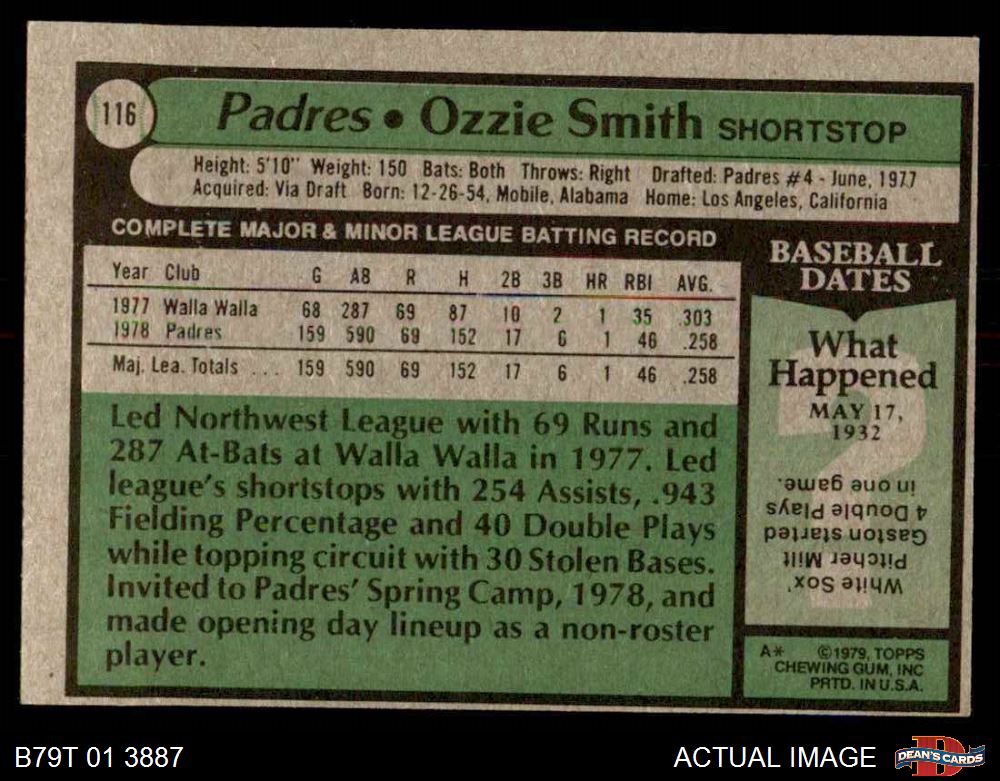 116
Padres • Ozzie Smith SHORTSTOP
Height: 5'10" Weight: 150 Bats: Both Throws: Right Drafted: Padres #4 - June, 1977
Acquired: Via Draft Born: 12-26-54, Mobile, Alabama Home: Los Angeles, California
COMPLETE MAJOR & MINOR LEAGUE BATTING RECORD
Year Club G AB R H 2B 3B HR RBI AVG.
1977 Walla Walla 68 287 69 87 10 2 1 35 .303
1978 Padres 159 590 69 152 17 6 1 46 .258
Maj. Lea. Totals ... 159 590 69 152 17 6 1 46 .258
Led Northwest League with 69 Runs and
287 At-Bats at Walla Walla in 1977. Led
league's shortstops with 254 Assists, .943
Fielding Percentage and 40 Double Plays
while topping circuit with 30 Stolen Bases.
Invited to Padres' Spring Camp, 1978, and
made opening day lineup as a non-roster
player.
BASEBALL
DATES
What
Happened
MAY 17,
1932
?
White Sox'
Pitcher Milt
Gaston started
4 Double Plays
in one game.
A* ©1979, TOPPS
CHEWING GUM, INC
PRTD. IN U.S.A.
B79T 01 3887
ACTUAL IMAGE
D
DEAN'S CARDS